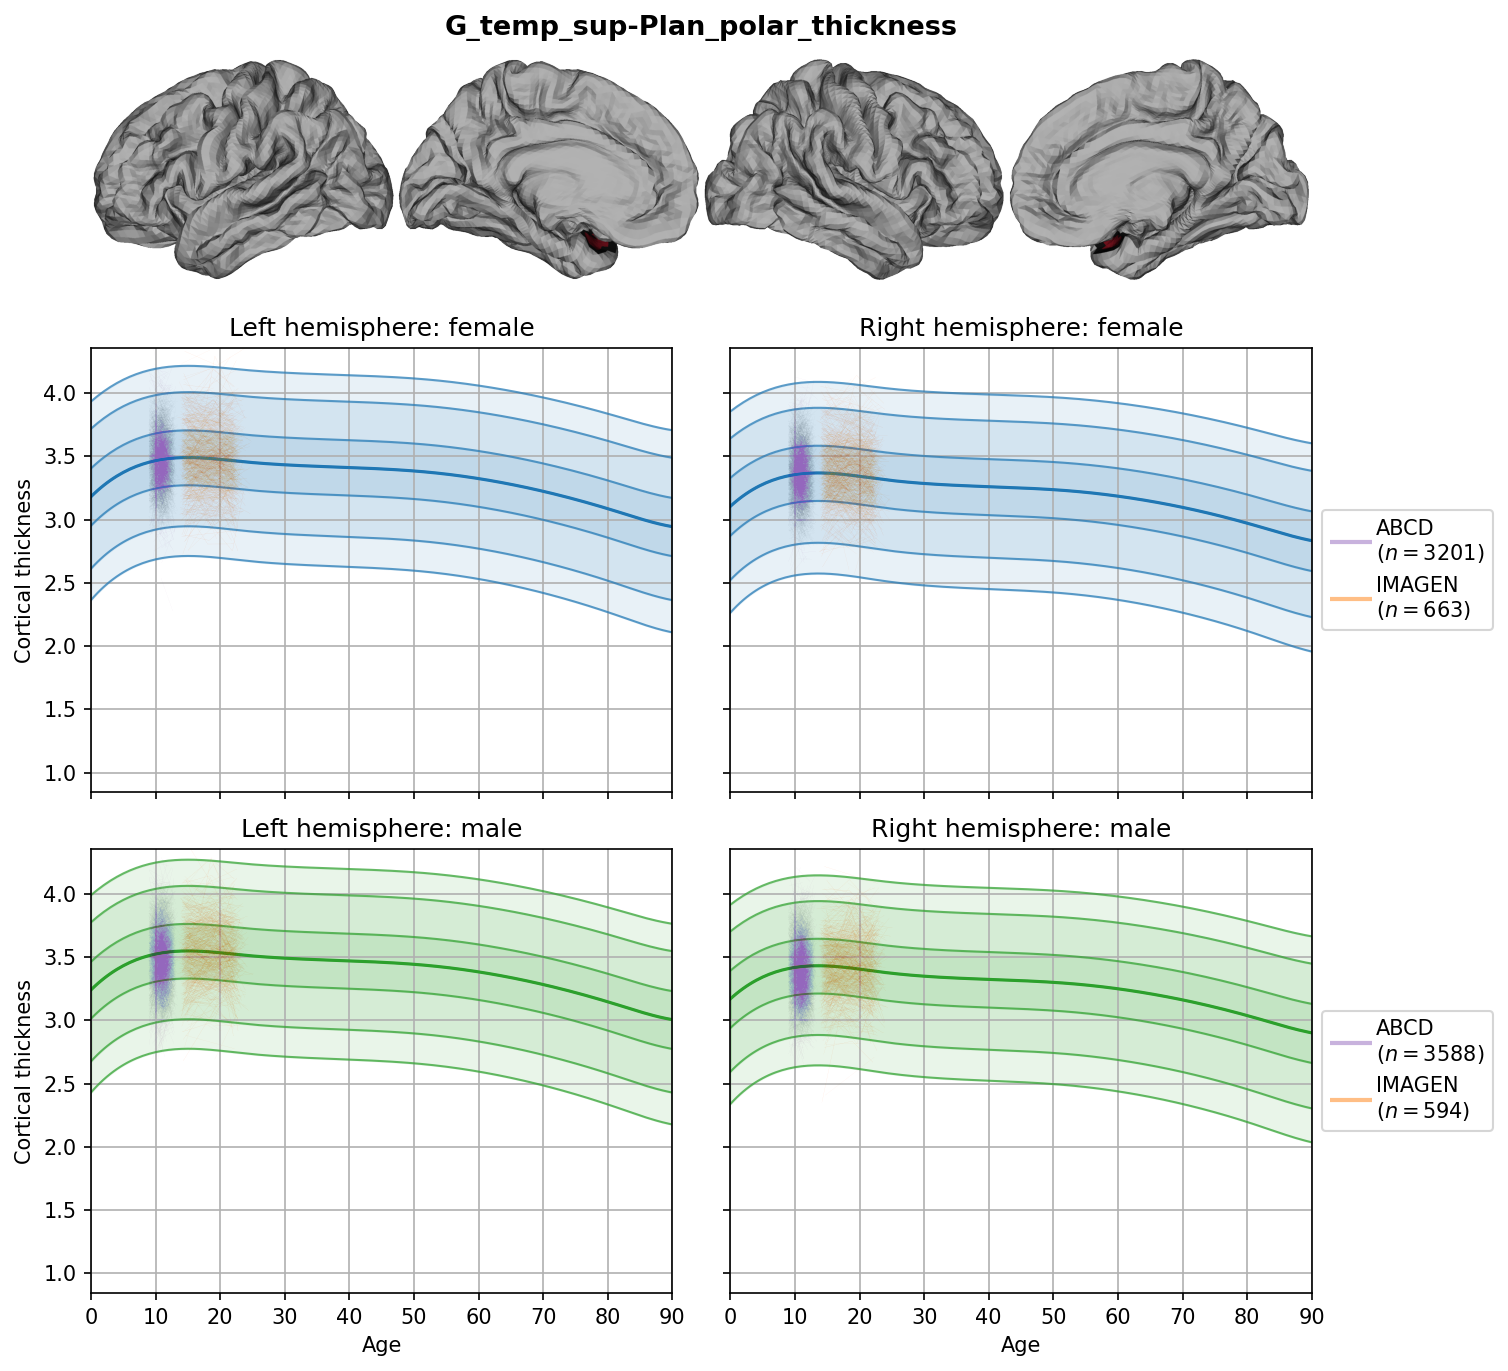 G_temp_sup-Plan_polar_thickness
Left hemisphere: female
Right hemisphere: female
4.0
3.5
3.0
2.5
2.0
1.5
1.0
Cortical thickness
ABCD
(n = 3201)
IMAGEN
(n = 663)
Left hemisphere: male
Right hemisphere: male
4.0
3.5
3.0
2.5
2.0
1.5
1.0
Cortical thickness
ABCD
(n = 3588)
IMAGEN
(n = 594)
0 10 20 30 40 50 60 70 80 90
0 10 20 30 40 50 60 70 80 90
Age
Age